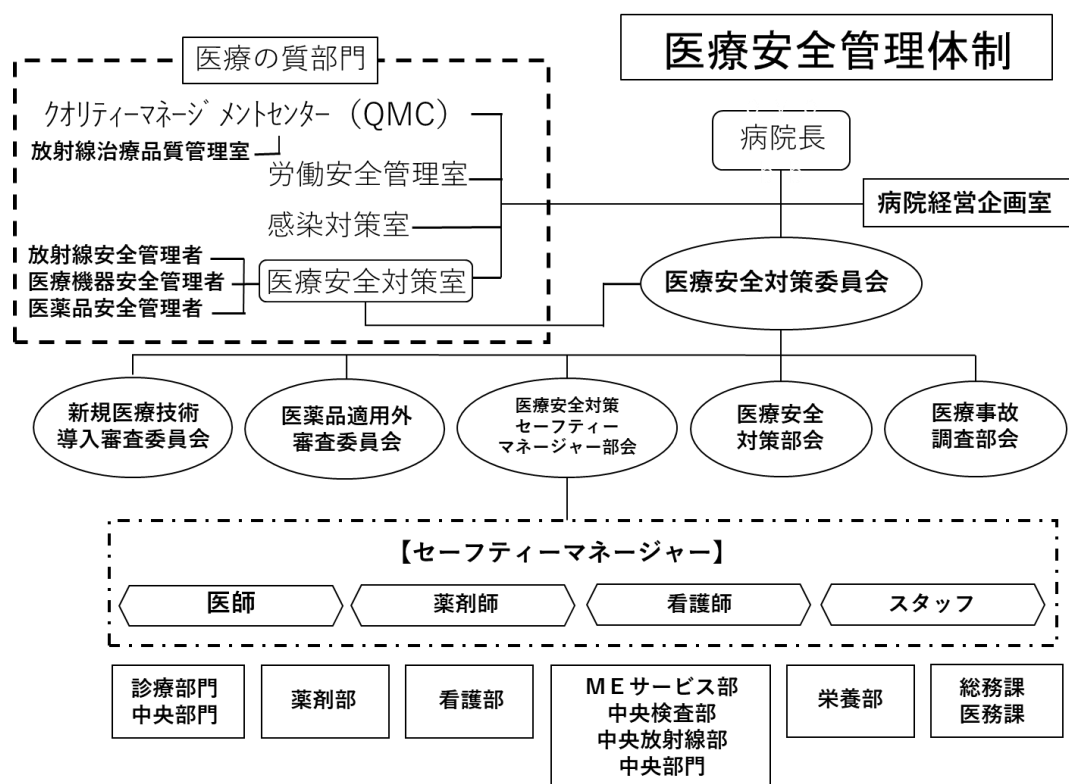 医療安全管理体制
医療の質部門
クオリティーマネージメントセンター（QMC）
放射線治療品質管理室
労働安全管理室
感染対策室
放射線安全管理者
医療機器安全管理者
医薬品安全管理者
医療安全対策室
病院長
病院経営企画室
医療安全対策委員会
新規医療技術
導入審査委員会
医薬品適用外
審査委員会
医療安全対策
セーフティー
マネージャー部会
医療安全
対策部会
医療事故
調査部会
【セーフティーマネージャー】
医師
薬剤師
看護師
スタッフ
診療部門
中央部門
薬剤部
看護部
ＭＥサービス部
中央検査部
中央放射線部
中央部門
栄養部
総務課
医務課